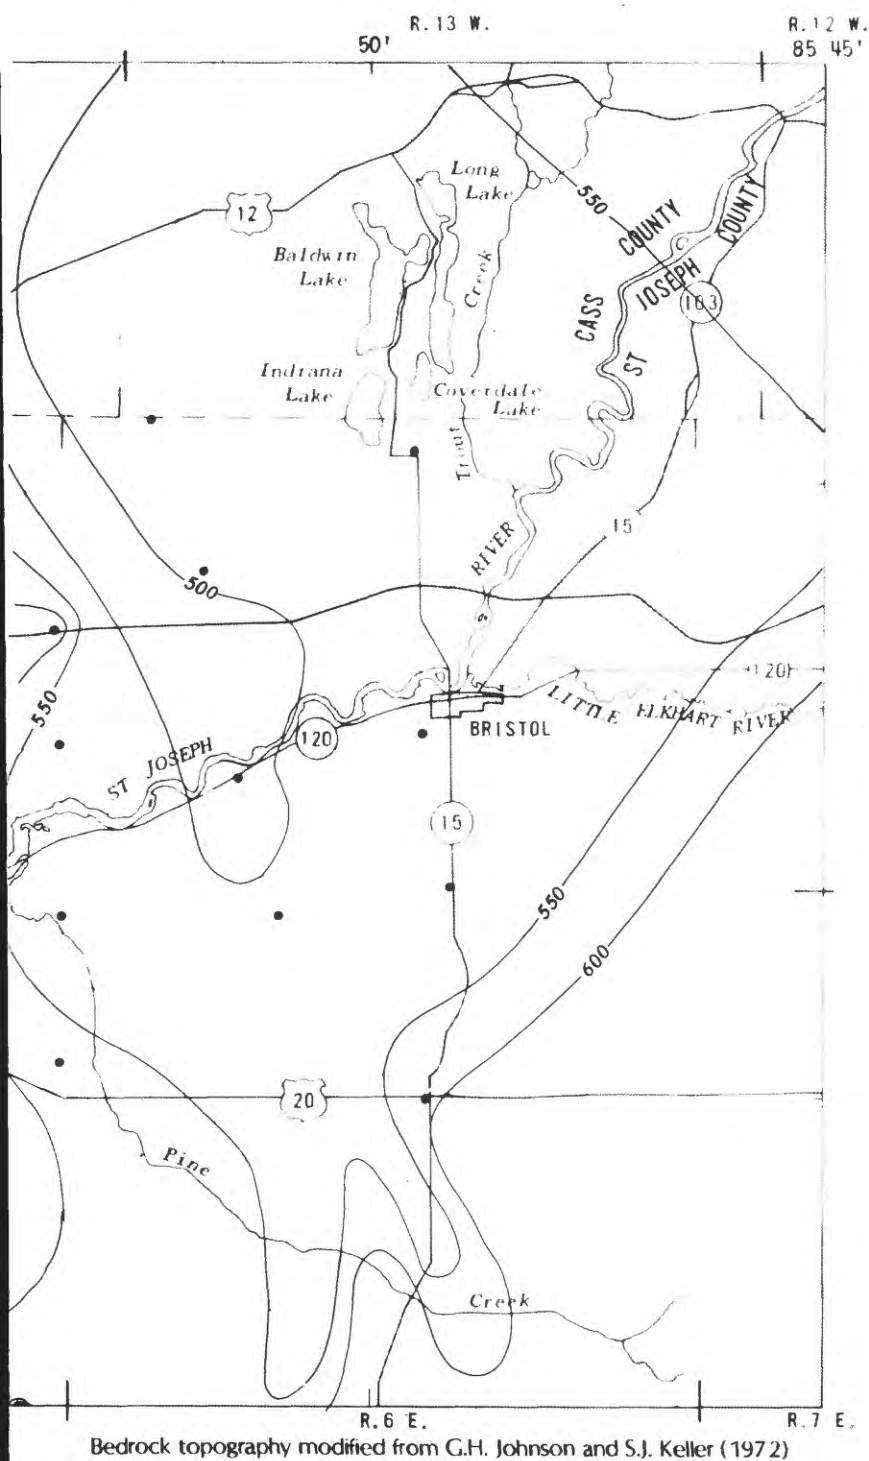 R. 13 W.
R. 12 W.
50'
85 45'
12
Long
Lake
550
COUNTY
COUNTY
Baldwin
Lake
Creek
CASS
ST
JOSEPH
103
Indiana
Lake
Coverdale
Lake
Trout
15
RIVER
500
550
120
LITTLE ELKHART RIVER
BRISTOL
ST JOSEPH
120
15
550
600
20
Pine
Creek
R. 6 E.
R. 7 E.
Bedrock topography modified from G.H. Johnson and S.J. Keller (1972)